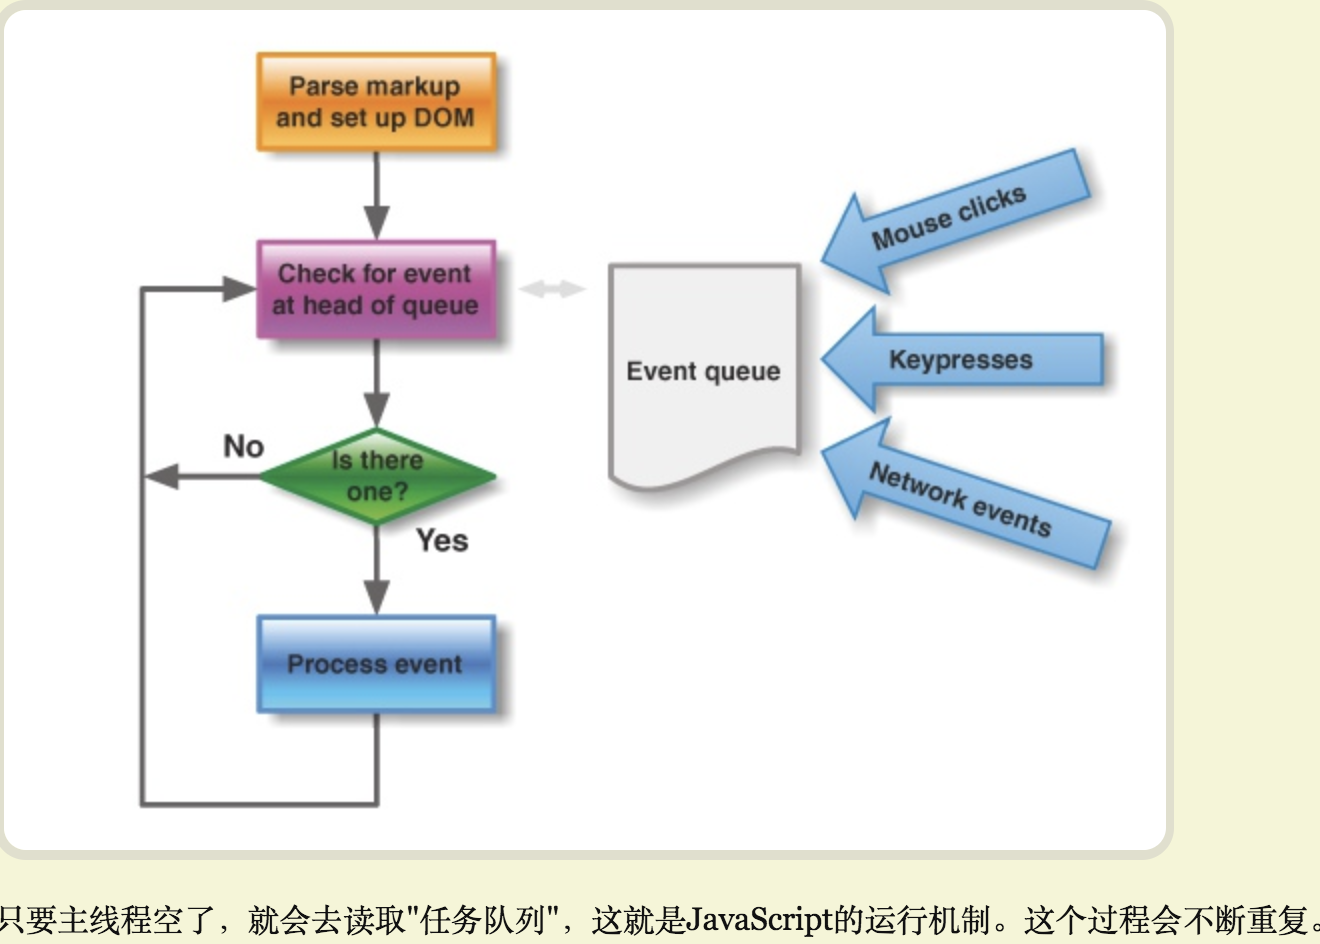 Parse markup
and set up DOM
Check for event
at head of queue
No
Is there
one?
Yes
Process event
Event queue
Mouse clicks
Keypresses
Network events
只要主线程空了，就会去读取"任务队列"，这就是JavaScript的运行机制。这个过程会不断重复。